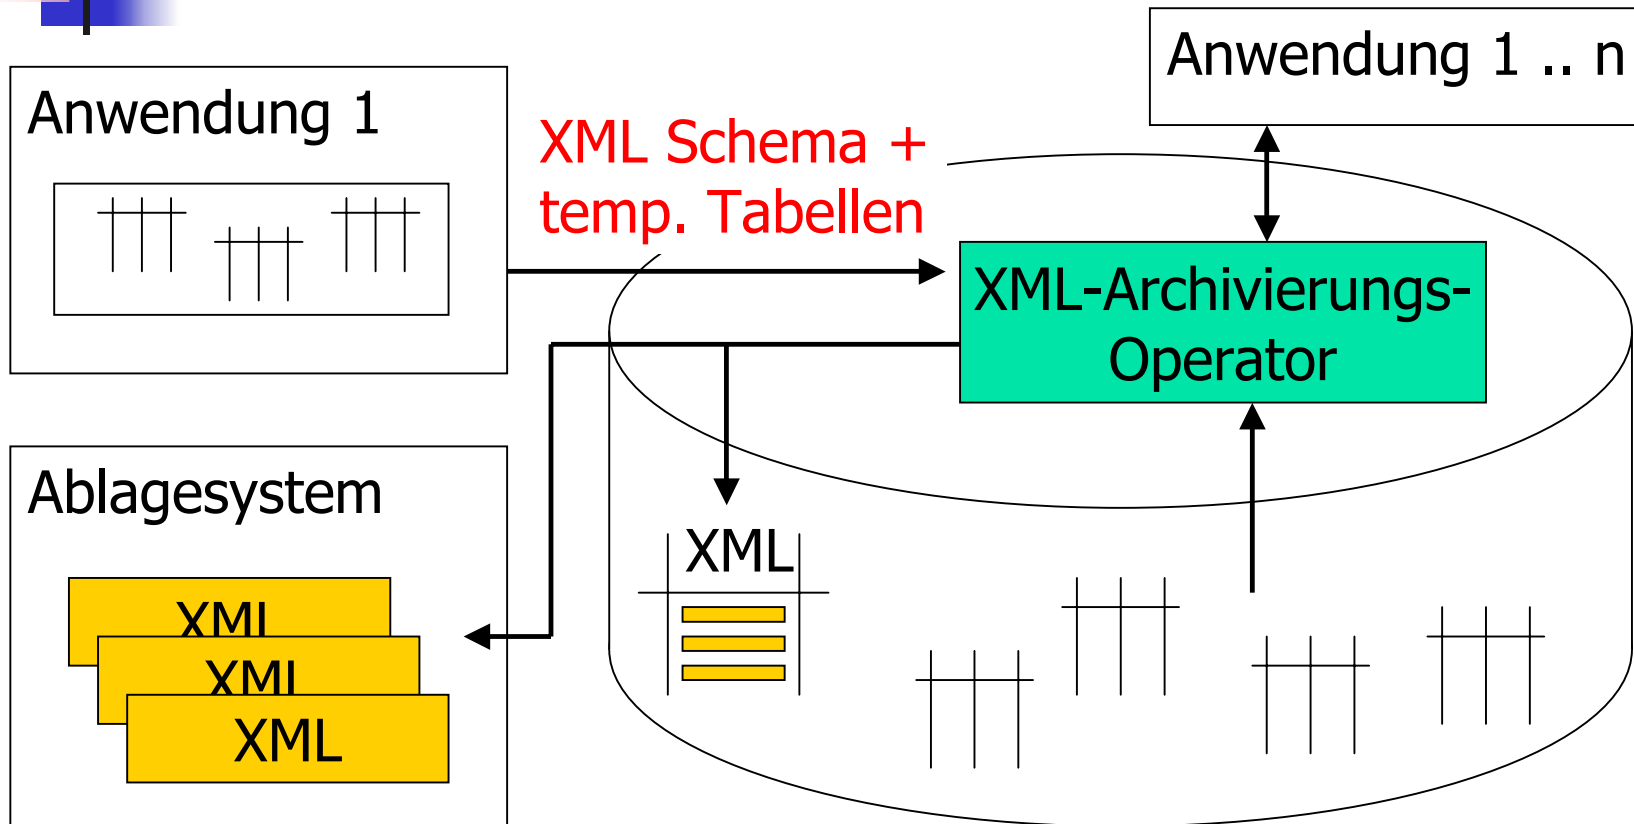 Anwendung 1 .. n
Anwendung 1
XML Schema +
temp. Tabellen
XML-Archivierungs-
Operator
Ablagesystem
XML
XML
XML
XML